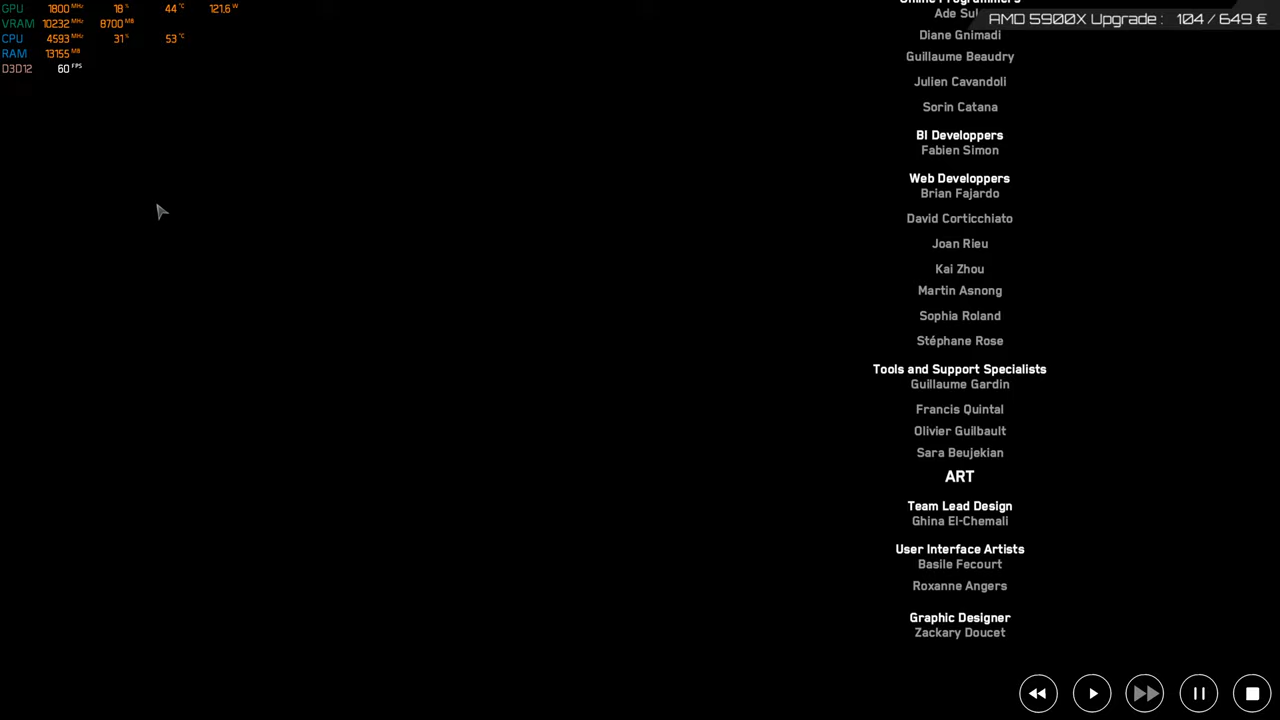 GPU 1800 MHz 18 % 44 °C 121.6 W
VRAM 10232 MHz 8700 MB
CPU 4593 MHz 31 % 53 °C
RAM 13155 MB
D3D12 60 FPS
AMD 5900X Upgrade : 104 / 649 €
Online Programmers
Ade
Diane Gnimadi
Guillaume Beaudry
Julien Cavandoli
Sorin Catana
BI Developpers
Fabien Simon
Web Developpers
Brian Fajardo
David Corticchiato
Joan Rieu
Kai Zhou
Martin Asnong
Sophia Roland
Stéphane Rose
Tools and Support Specialists
Guillaume Gardin
Francis Quintal
Olivier Guilbault
Sara Beujekian
ART
Team Lead Design
Ghina El-Chemali
User Interface Artists
Basile Fecourt
Roxanne Angers
Graphic Designer
Zackary Doucet